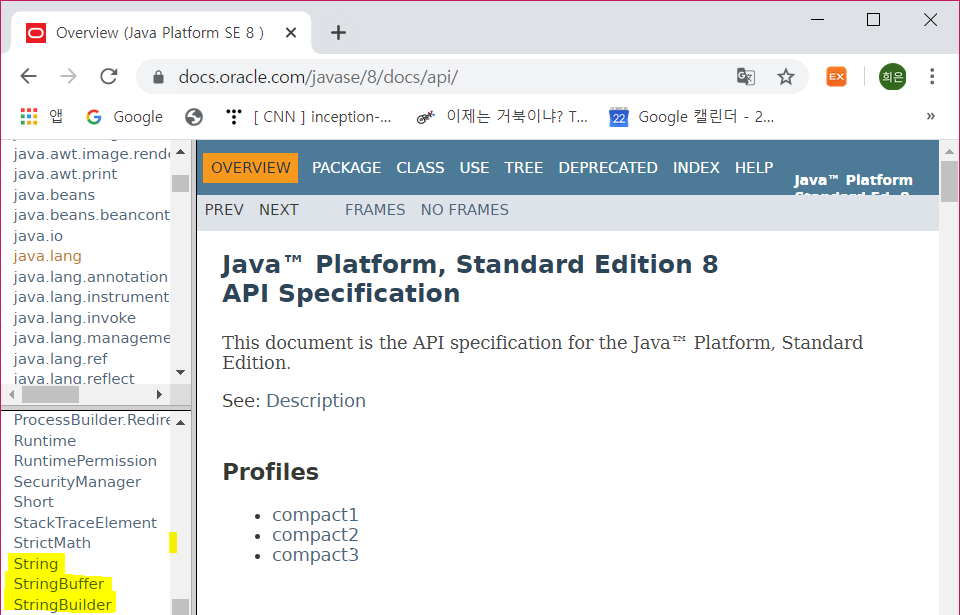 Overview (Java Platform SE 8 )
docs.oracle.com/javase/8/docs/api/
EX
희은
앱
Google
[ CNN ] inception-...
이제는 거북이냐? T...
22
Google 캘린더 - 2...
»
java.awt.image.rende
java.awt.print
java.beans
java.beans.beancont
java.io
java.lang
java.lang.annotation
java.lang.instrument
java.lang.invoke
java.lang.manageme
java.lang.ref
java.lang.reflect
ProcessBuilder.Redire
Runtime
RuntimePermission
SecurityManager
Short
StackTraceElement
StrictMath
String
StringBuffer
StringBuilder
OVERVIEW PACKAGE CLASS USE TREE DEPRECATED INDEX HELP
Java™ Platform
Standard Ed. 8
PREV NEXT FRAMES NO FRAMES
Java™ Platform, Standard Edition 8
API Specification
This document is the API specification for the Java™ Platform, Standard
Edition.
See: Description
Profiles
• compact1
• compact2
• compact3